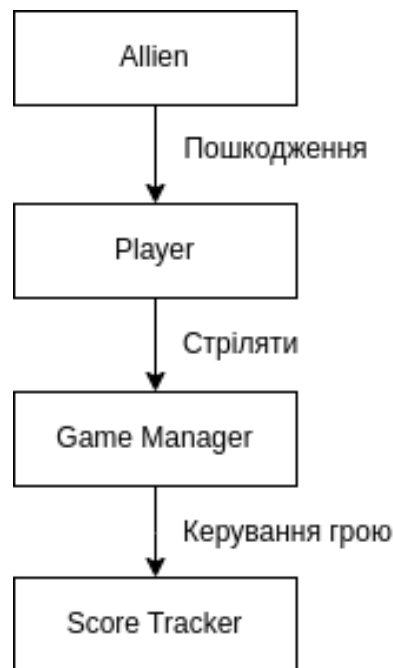 Allien
Пошкодження
Player
Стріляти
Game Manager
Керування грою
Score Tracker